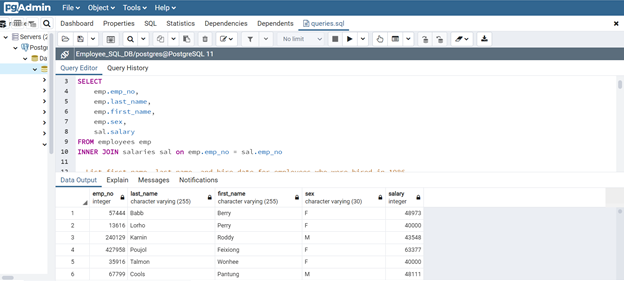 pgAdmin File Object Tools Help
Dashboard Properties SQL Statistics Dependencies Dependents queries.sql
Servers
No limit
Employee_SQL_DB/postgres@PostgreSQL 11
Query Editor Query History
3 SELECT
4 emp.emp_no,
5 emp.last_name,
6 emp.first_name,
7 emp.sex,
8 sal.salary
9 FROM employees emp
10 INNER JOIN salaries sal on emp.emp_no = sal.emp_no
11
Data Output Explain Messages Notifications
emp_no last_name first_name sex salary
integer character varying (255) character varying (255) character varying (30) integer
1 57444 Babb Berry F 48973
2 13616 Lorho Perry F 40000
3 240129 Karnin Roddy M 43548
4 427958 Poujol Feixiong F 63377
5 35916 Talmon Wonhee F 40000
6 67799 Cools Pantung M 48111